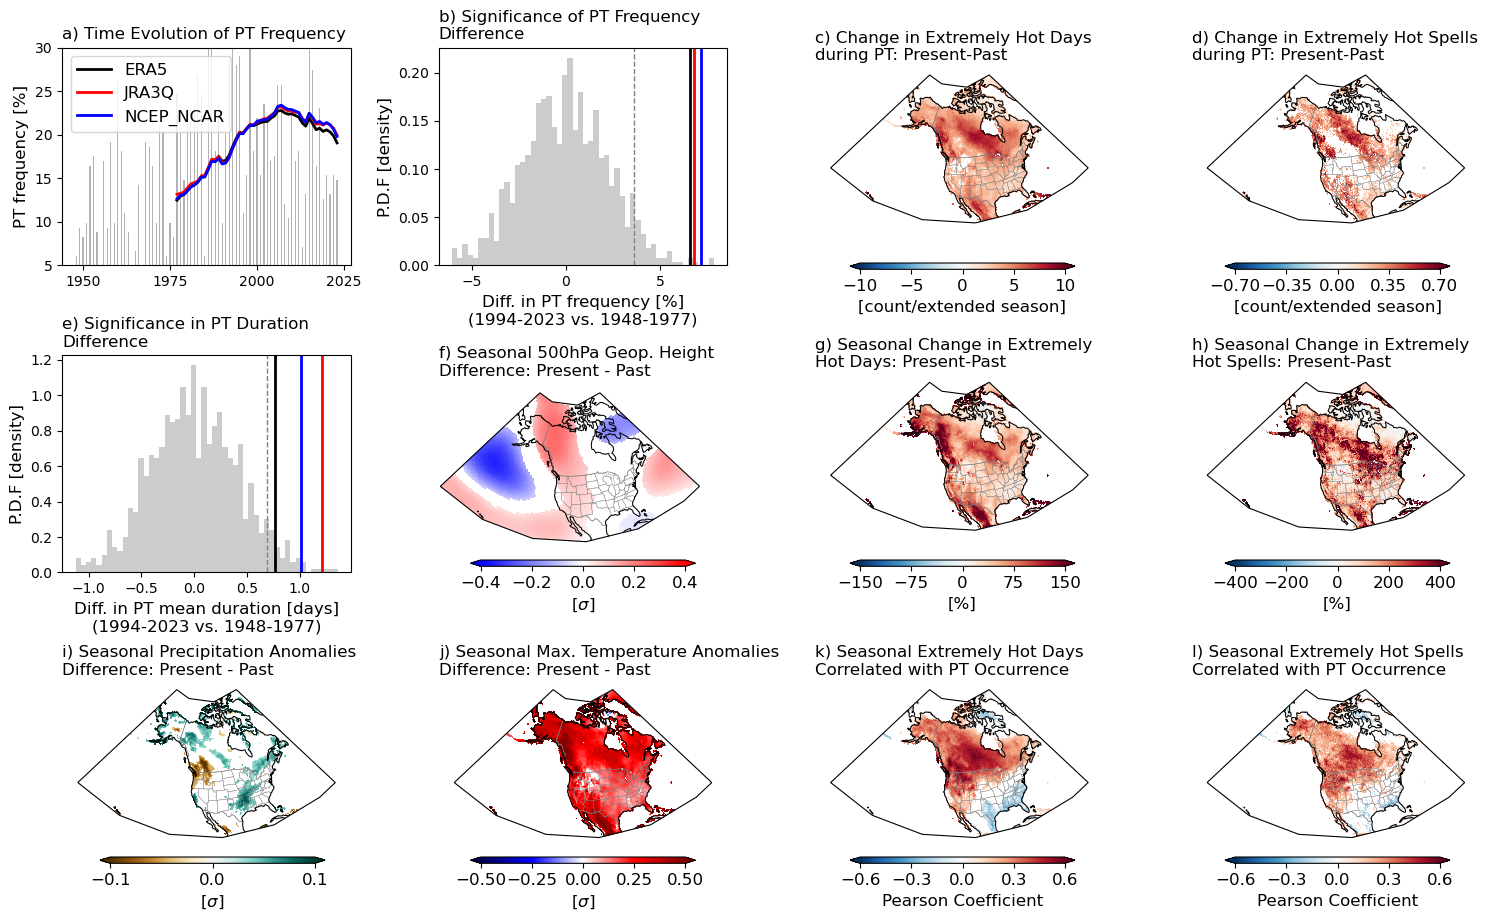 a) Time Evolution of PT Frequency
PT frequency [%]
30
25
20
15
10
5
ERA5
JRA3Q
NCEP_NCAR
1950
1975
2000
2025
b) Significance of PT Frequency
Difference
P.D.F [density]
0.20
0.15
0.10
0.05
0.00
−5
0
5
Diff. in PT frequency [%]
(1994-2023 vs. 1948-1977)
c) Change in Extremely Hot Days
during PT: Present-Past
−10
−5
0
5
10
[count/extended season]
d) Change in Extremely Hot Spells
during PT: Present-Past
−0.70
−0.35
0.00
0.35
0.70
[count/extended season]
e) Significance in PT Duration
Difference
P.D.F [density]
1.2
1.0
0.8
0.6
0.4
0.2
0.0
−1.0
−0.5
0.0
0.5
1.0
Diff. in PT mean duration [days]
(1994-2023 vs. 1948-1977)
f) Seasonal 500hPa Geop. Height
Difference: Present - Past
−0.4
−0.2
0.0
0.2
0.4
[σ]
g) Seasonal Change in Extremely
Hot Days: Present-Past
−150
−75
0
75
150
[%]
h) Seasonal Change in Extremely
Hot Spells: Present-Past
−400
−200
0
200
400
[%]
i) Seasonal Precipitation Anomalies
Difference: Present - Past
−0.1
0.0
0.1
[σ]
j) Seasonal Max. Temperature Anomalies
Difference: Present - Past
−0.50
−0.25
0.00
0.25
0.50
[σ]
k) Seasonal Extremely Hot Days
Correlated with PT Occurrence
−0.6
−0.3
0.0
0.3
0.6
Pearson Coefficient
l) Seasonal Extremely Hot Spells
Correlated with PT Occurrence
−0.6
−0.3
0.0
0.3
0.6
Pearson Coefficient